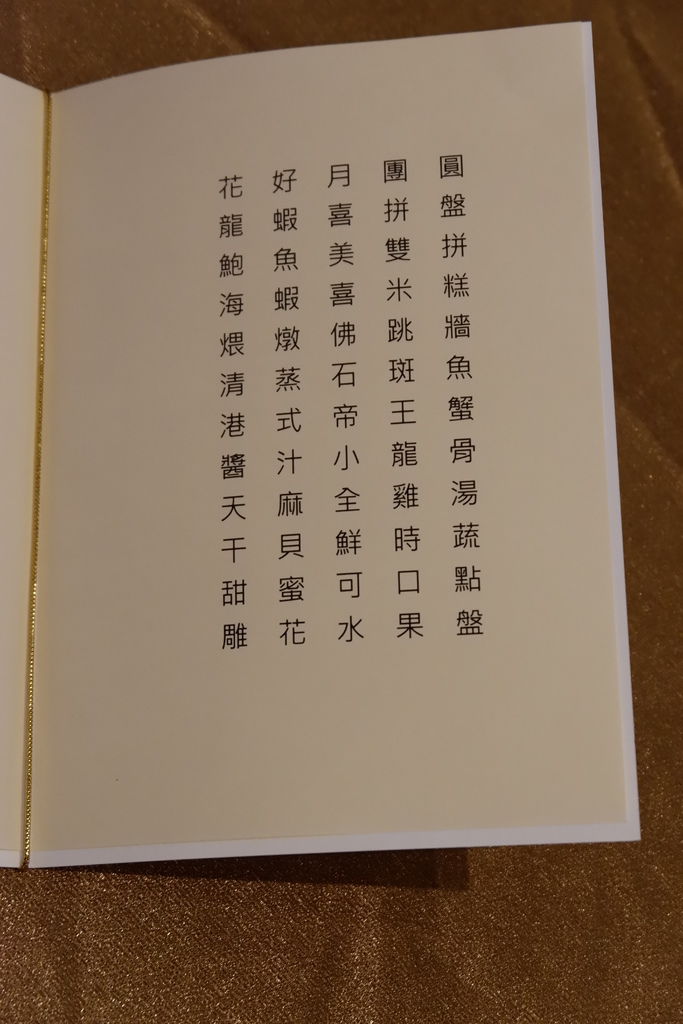 花好月團圓
龍蝦喜拼盤
鮑魚美雙拼
海蝦喜米糕
煨燉佛跳牆
清蒸石斑魚
港式帝王蟹
醬汁小龍骨
天麻全雞湯
干貝鮮時蔬
甜蜜可口點
雕花水果盤